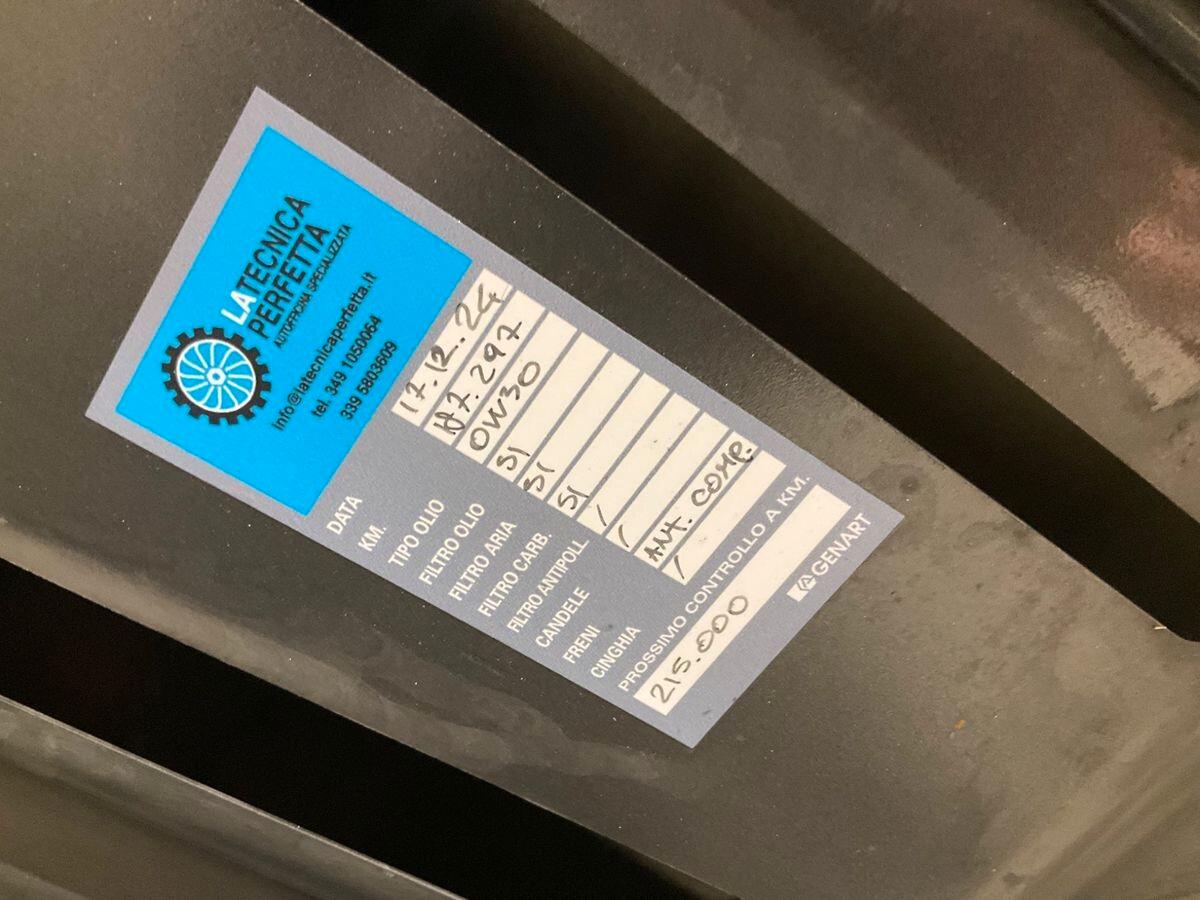 LATECNICA
PERFETTA
AUTOFFICINA SPECIALIZZATA
info@latecnicaperfetta.it
tel. 349 1050064
339 5803609
DATA 17.12.24
KM.
TIPO OLIO 0W30
FILTRO OLIO SI
FILTRO ARIA SI
FILTRO CARB. SI
FILTRO ANTIPOLL /
CANDELE /
FRENI ANT. COMP.
CINGHIA /
PROSSIMO CONTROLLO A KM.
215.000
GENART